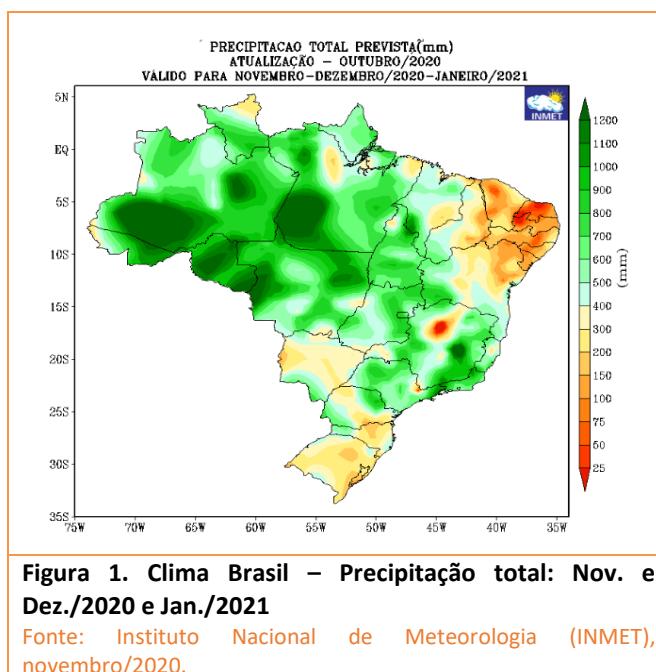 PRECIPITACAO TOTAL PREVISTA(mm)
ATUALIZAÇÃO – OUTUBRO/2020
VÁLIDO PARA NOVEMBRO–DEZEMBRO/2020–JANEIRO/2021
INMET
5N
EQ
5S
10S
15S
20S
25S
30S
35S
75W
70W
65W
60W
55W
50W
45W
40W
35W
1200
1100
1000
900
800
700
600
500
400
300
200
150
100
75
50
25
(mm)
Figura 1. Clima Brasil – Precipitação total: Nov. e
Dez./2020 e Jan./2021
Fonte: Instituto Nacional de Meteorologia (INMET),
novembro/2020.